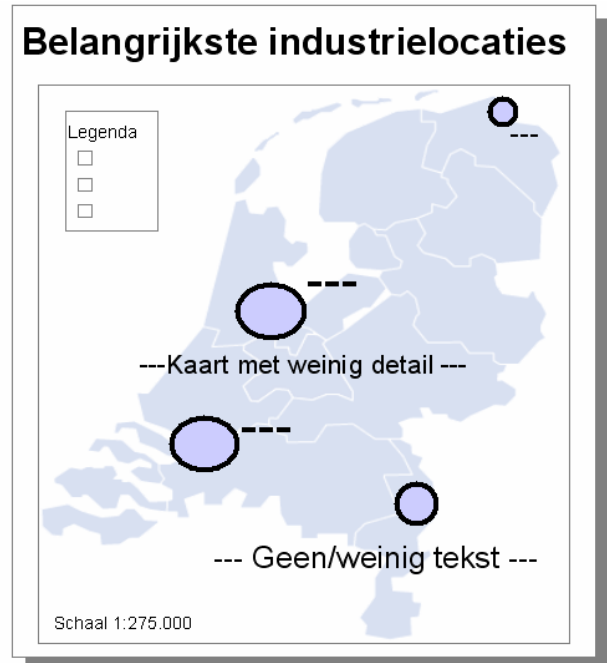 Belangrijkste industrielocaties
Legenda
---
---
---Kaart met weinig detail ---
---
--- Geen/weinig tekst ---
Schaal 1:275.000